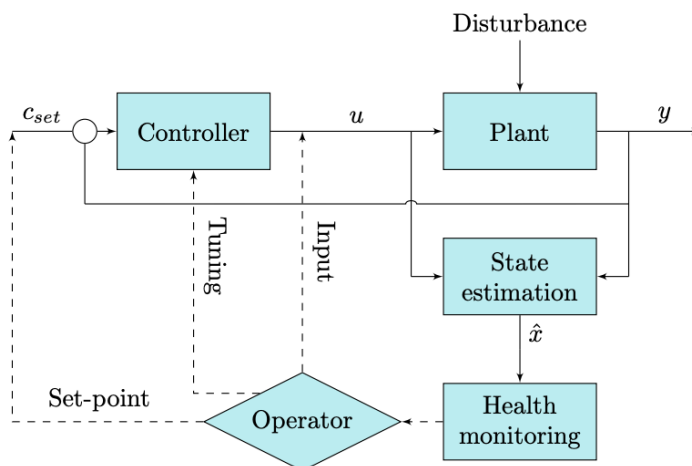 Disturbance
c_set
Controller
u
Plant
y
Tuning
Input
State
estimation
x̂
Set-point
Operator
Health
monitoring